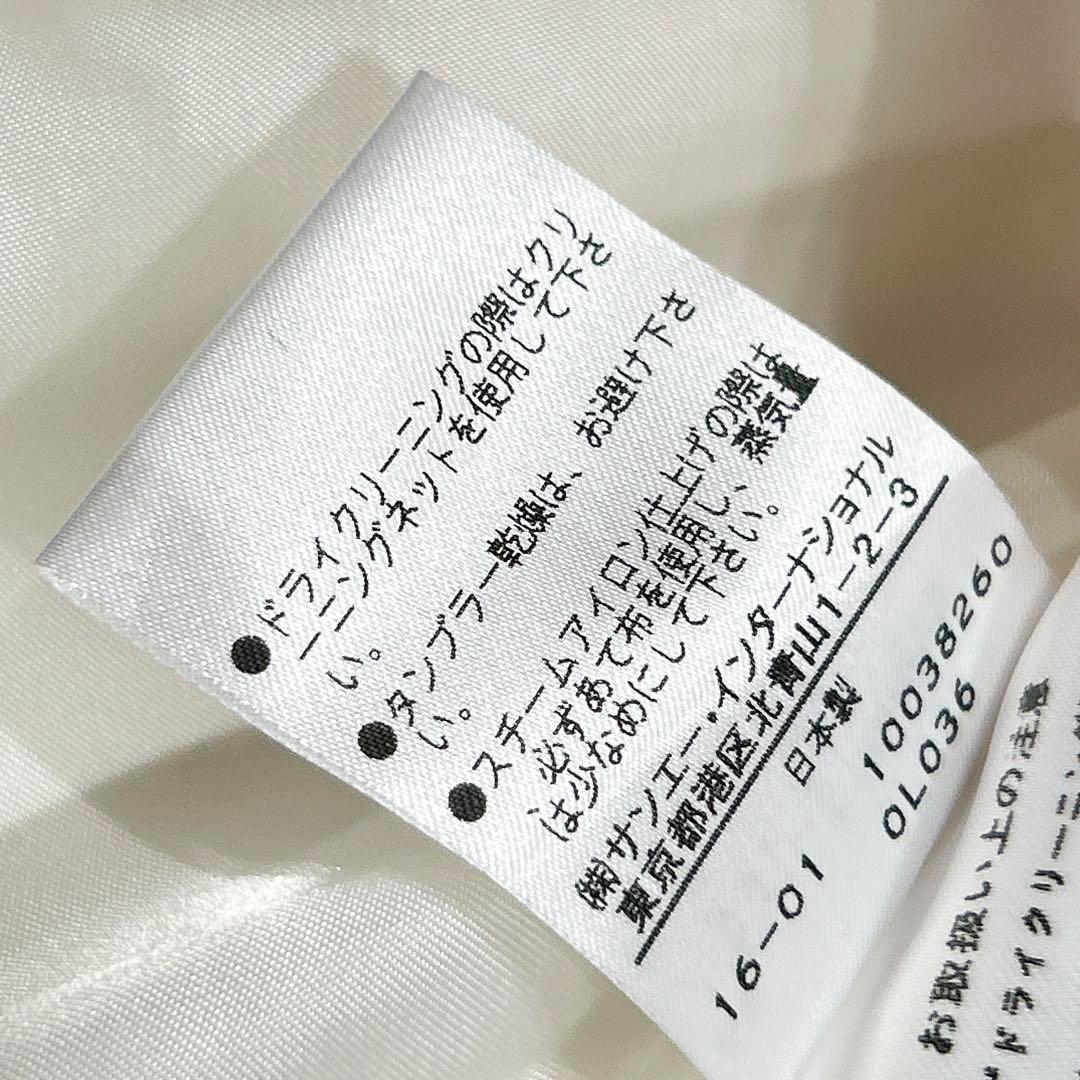 ●ドライクリーニングの際はクリ
ーニングネットを使用して下さ
い。
●タンブラー乾燥は、お避け下さ
い。
●スチームアイロン仕上げの際は
必ずあて布を使用し、蒸気量
は少なめにして下さい。
(株)サンエー・インターナショナル
東京都港区北青山1-2-3
日本製
10038260
16-01 0L036
お取扱い上の注意
ドライクリーニン